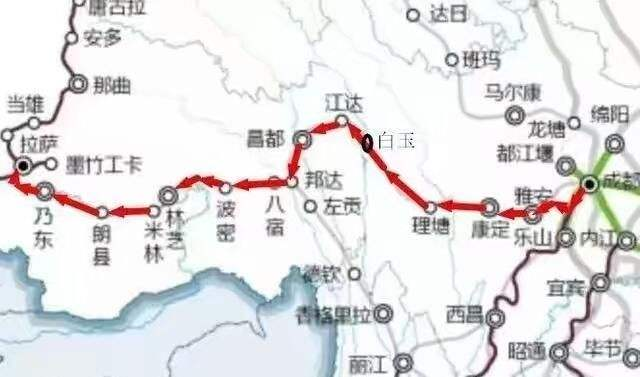 唐古拉
安多
那曲
当雄
拉萨
墨竹工卡
乃东
朗县
米林
林芝
波密
八宿
邦达
左贡
昌都
江达
白玉
理塘
康定
雅安
成都
达日
班玛
马尔康
龙塘
绵阳
都江堰
乐山
内江
宜宾
西昌
昭通
毕节
德钦
香格里拉
丽江